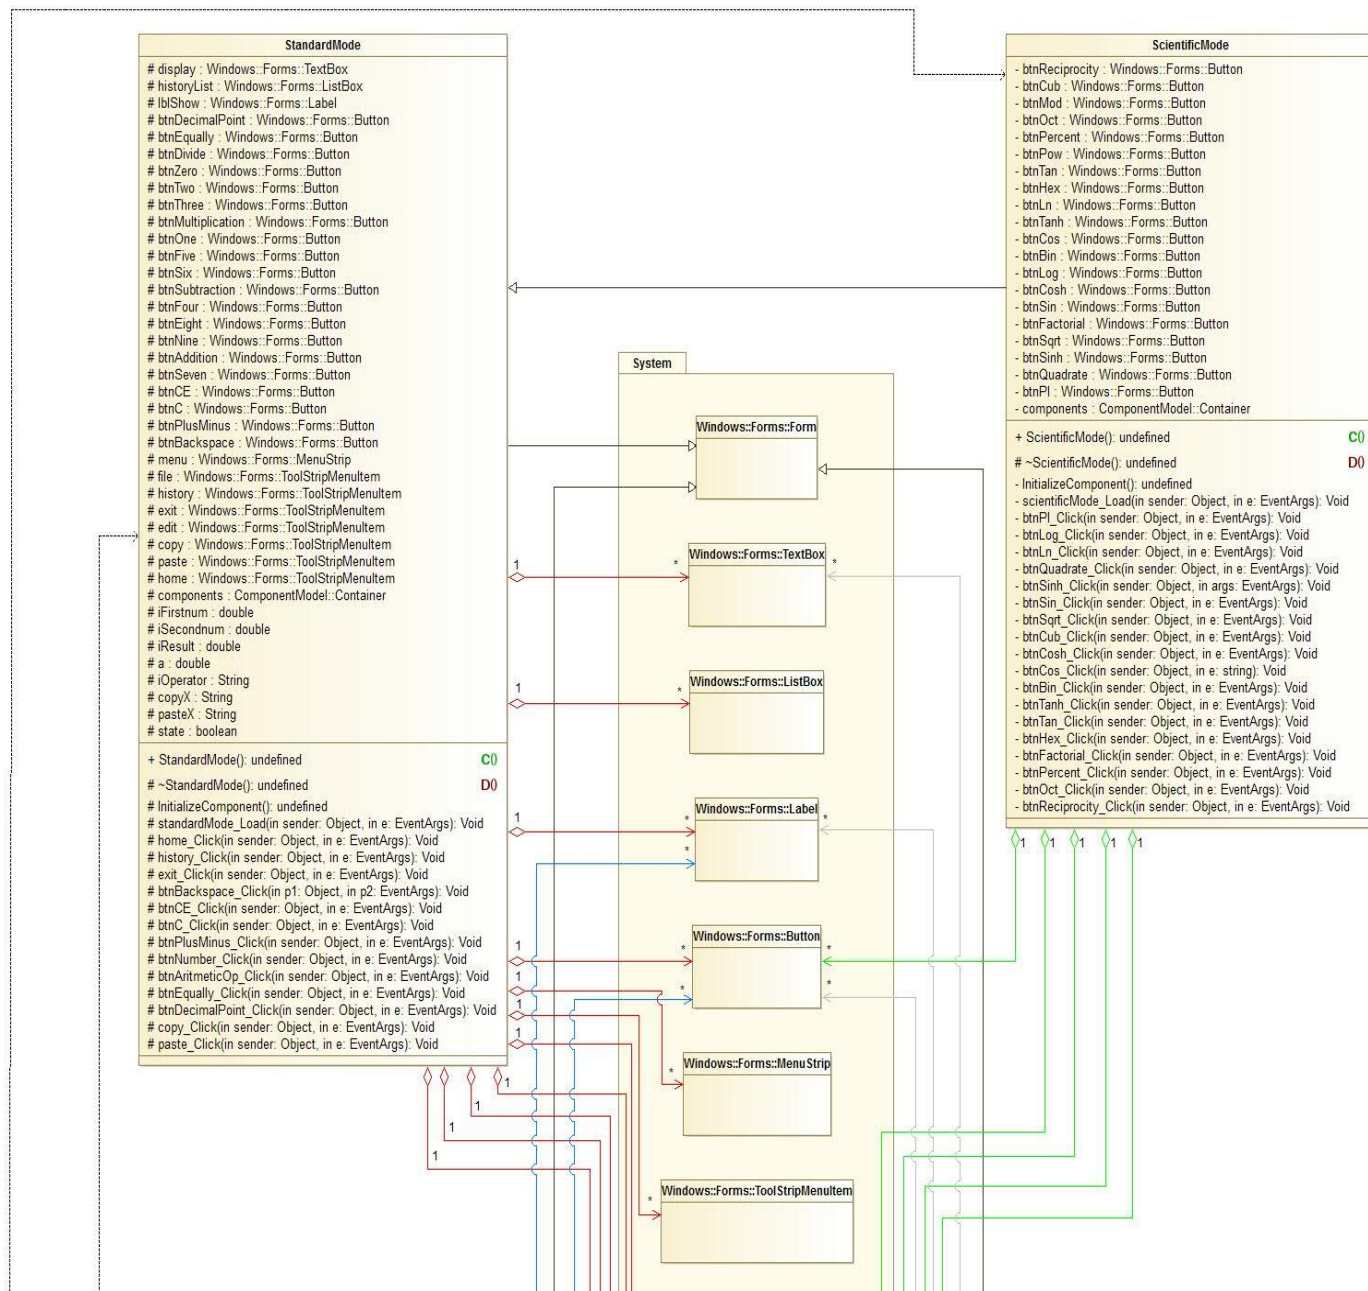 StandardMode
# display : Windows::Forms::TextBox
# historyList : Windows::Forms::ListBox
# lblShow : Windows::Forms::Label
# btnDecimalPoint : Windows::Forms::Button
# btnEqually : Windows::Forms::Button
# btnDivide : Windows::Forms::Button
# btnZero : Windows::Forms::Button
# btnTwo : Windows::Forms::Button
# btnThree : Windows::Forms::Button
# btnMultiplication : Windows::Forms::Button
# btnOne : Windows::Forms::Button
# btnFive : Windows::Forms::Button
# btnSix : Windows::Forms::Button
# btnSubtraction : Windows::Forms::Button
# btnFour : Windows::Forms::Button
# btnEight : Windows::Forms::Button
# btnNine : Windows::Forms::Button
# btnAddition : Windows::Forms::Button
# btnSeven : Windows::Forms::Button
# btnCE : Windows::Forms::Button
# btnC : Windows::Forms::Button
# btnPlusMinus : Windows::Forms::Button
# btnBackspace : Windows::Forms::Button
# menu : Windows::Forms::MenuStrip
# file : Windows::Forms::ToolStripMenuItem
# history : Windows::Forms::ToolStripMenuItem
# exit : Windows::Forms::ToolStripMenuItem
# edit : Windows::Forms::ToolStripMenuItem
# copy : Windows::Forms::ToolStripMenuItem
# paste : Windows::Forms::ToolStripMenuItem
# home : Windows::Forms::ToolStripMenuItem
# components : ComponentModel::Container
# iFirstnum : double
# iSecondnum : double
# iResult : double
# a : double
# iOperator : String
# copyX : String
# pasteX : String
# state : boolean
+ StandardMode(): undefined C()
# ~StandardMode(): undefined D()
# InitializeComponent(): undefined
# standardMode_Load(in sender: Object, in e: EventArgs): Void
# home_Click(in sender: Object, in e: EventArgs): Void
# history_Click(in sender: Object, in e: EventArgs): Void
# exit_Click(in sender: Object, in e: EventArgs): Void
# btnBackspace_Click(in p1: Object, in p2: EventArgs): Void
# btnCE_Click(in sender: Object, in e: EventArgs): Void
# btnC_Click(in sender: Object, in e: EventArgs): Void
# btnPlusMinus_Click(in sender: Object, in e: EventArgs): Void
# btnNumber_Click(in sender: Object, in e: EventArgs): Void
# btnAritmeticOp_Click(in sender: Object, in e: EventArgs): Void
# btnEqually_Click(in sender: Object, in e: EventArgs): Void
# btnDecimalPoint_Click(in sender: Object, in e: EventArgs): Void
# copy_Click(in sender: Object, in e: EventArgs): Void
# paste_Click(in sender: Object, in e: EventArgs): Void
System
Windows::Forms::Form
1 * Windows::Forms::TextBox *
1 * Windows::Forms::ListBox
1 * Windows::Forms::Label *
*
1 * Windows::Forms::Button *
1 * *
1
1
* Windows::Forms::MenuStrip
1
1
1
1
* Windows::Forms::ToolStripMenuItem
ScientificMode
- btnReciprocity : Windows::Forms::Button
- btnCub : Windows::Forms::Button
- btnMod : Windows::Forms::Button
- btnOct : Windows::Forms::Button
- btnPercent : Windows::Forms::Button
- btnPow : Windows::Forms::Button
- btnTan : Windows::Forms::Button
- btnHex : Windows::Forms::Button
- btnLn : Windows::Forms::Button
- btnTanh : Windows::Forms::Button
- btnCos : Windows::Forms::Button
- btnBin : Windows::Forms::Button
- btnLog : Windows::Forms::Button
- btnCosh : Windows::Forms::Button
- btnSin : Windows::Forms::Button
- btnFactorial : Windows::Forms::Button
- btnSqrt : Windows::Forms::Button
- btnSinh : Windows::Forms::Button
- btnQuadrate : Windows::Forms::Button
- btnPI : Windows::Forms::Button
- components : ComponentModel::Container
+ ScientificMode(): undefined C()
# ~ScientificMode(): undefined D()
- InitializeComponent(): undefined
- scientificMode_Load(in sender: Object, in e: EventArgs): Void
- btnPI_Click(in sender: Object, in e: EventArgs): Void
- btnLog_Click(in sender: Object, in e: EventArgs): Void
- btnLn_Click(in sender: Object, in e: EventArgs): Void
- btnQuadrate_Click(in sender: Object, in e: EventArgs): Void
- btnSinh_Click(in sender: Object, in args: EventArgs): Void
- btnSin_Click(in sender: Object, in e: EventArgs): Void
- btnSqrt_Click(in sender: Object, in e: EventArgs): Void
- btnCub_Click(in sender: Object, in e: EventArgs): Void
- btnCosh_Click(in sender: Object, in e: EventArgs): Void
- btnCos_Click(in sender: Object, in e: string): Void
- btnBin_Click(in sender: Object, in e: EventArgs): Void
- btnTanh_Click(in sender: Object, in e: EventArgs): Void
- btnTan_Click(in sender: Object, in e: EventArgs): Void
- btnHex_Click(in sender: Object, in e: EventArgs): Void
- btnFactorial_Click(in sender: Object, in e: EventArgs): Void
- btnPercent_Click(in sender: Object, in e: EventArgs): Void
- btnOct_Click(in sender: Object, in e: EventArgs): Void
- btnReciprocity_Click(in sender: Object, in e: EventArgs): Void
1 1 1 1 1